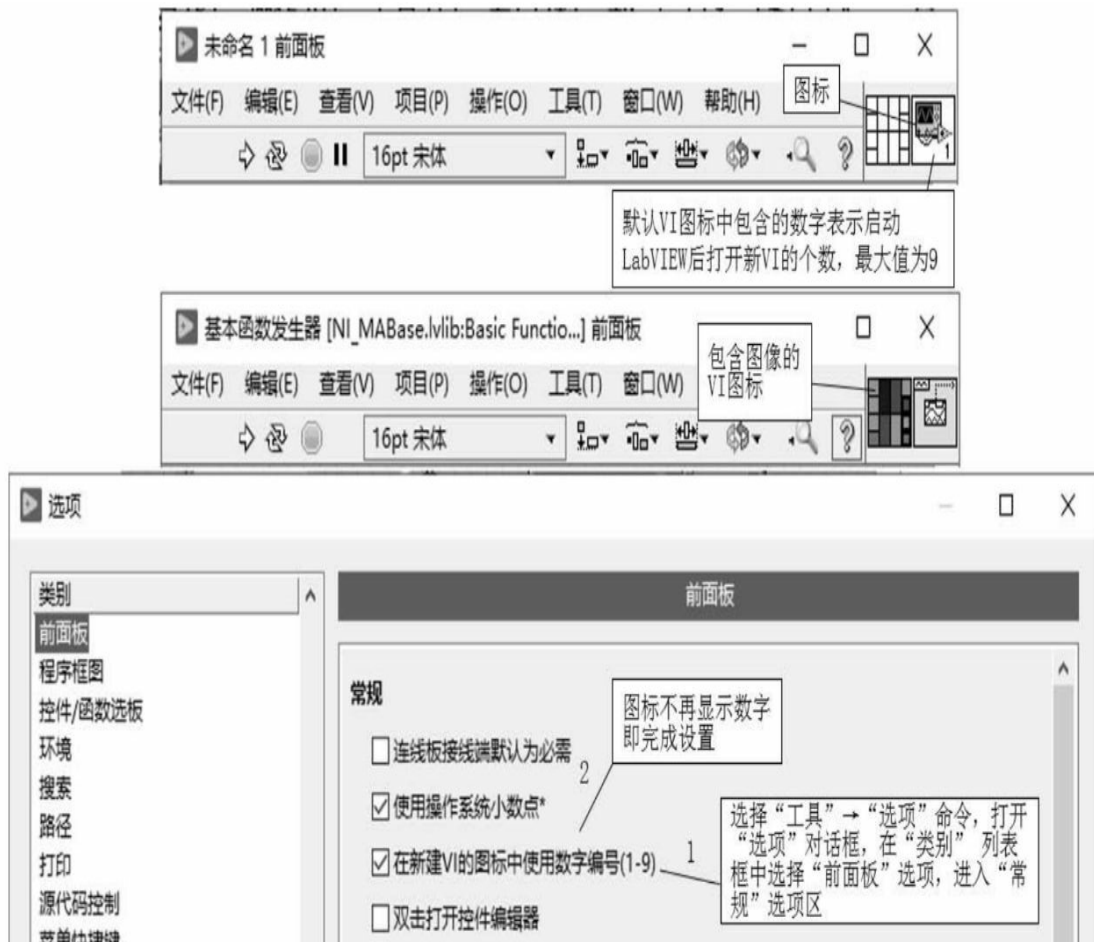 未命名 1 前面板
文件(F) 编辑(E) 查看(V) 项目(P) 操作(O) 工具(T) 窗口(W) 帮助(H)
图标
16pt 宋体
1
默认VI图标中包含的数字表示启动
LabVIEW后打开新VI的个数，最大值为9
基本函数发生器 [NI_MABase.lvlib:Basic Functio...] 前面板
包含图像的
VI图标
文件(F) 编辑(E) 查看(V) 项目(P) 操作(O) 工具(T) 窗口(W)
16pt 宋体
选项
类别
前面板
程序框图
控件/函数选板
环境
搜索
路径
打印
源代码控制
菜单快捷键
前面板
常规
图标不再显示数字
即完成设置
连线板接线端默认为必需
2
使用操作系统小数点*
在新建VI的图标中使用数字编号(1-9)
1
选择“工具”→“选项”命令，打开
“选项”对话框，在“类别” 列表
框中选择“前面板”选项，进入“常
规”选项区
双击打开控件编辑器